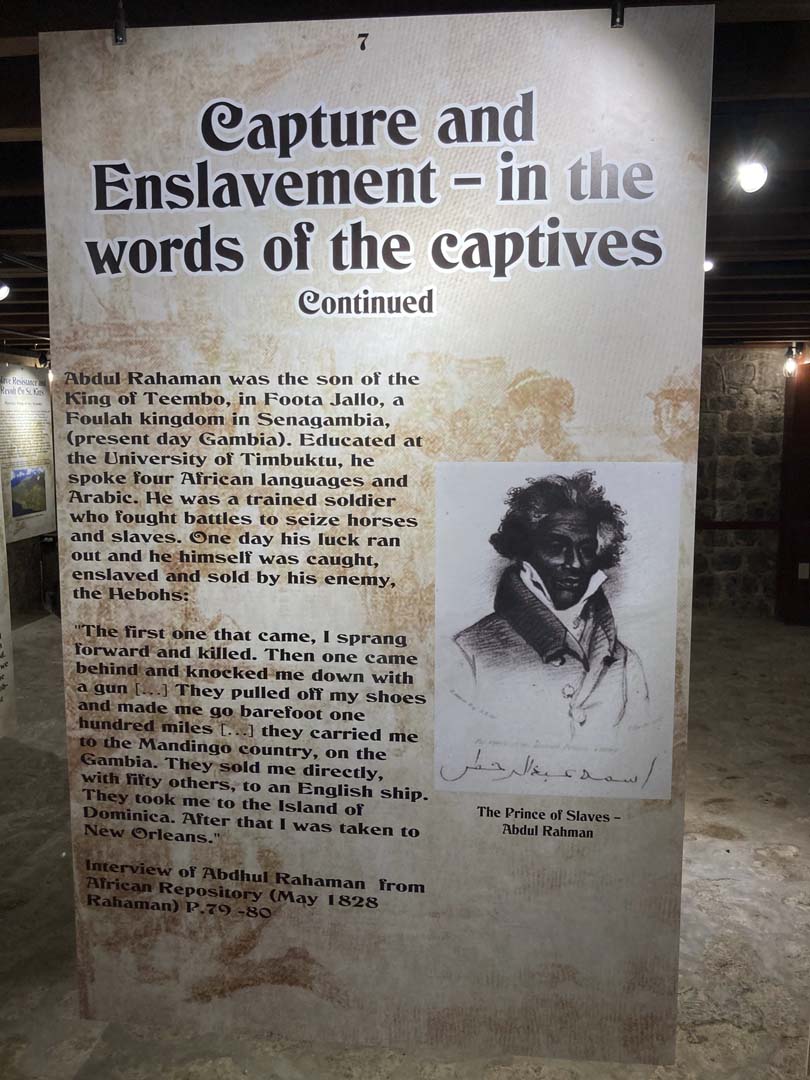 7
Capture and
Enslavement – in the
words of the captives
Continued
Abdul Rahaman was the son of the
King of Teembo, in Foota Jallo, a
Foulah kingdom in Senagambia,
(present day Gambia). Educated at
the University of Timbuktu, he
spoke four African languages and
Arabic. He was a trained soldier
who fought battles to seize horses
and slaves. One day his luck ran
out and he himself was caught,
enslaved and sold by his enemy,
the Hebohs:
"The first one that came, I sprang
forward and killed. Then one came
behind and knocked me down with
a gun [...] They pulled off my shoes
and made me go barefoot one
hundred miles [...] they carried me
to the Mandingo country, on the
Gambia. They sold me directly,
with fifty others, to an English ship.
They took me to the Island of
Dominica. After that I was taken to
New Orleans."
Interview of Abdhul Rahaman from
African Repository (May 1828
Rahaman) P.79 -80
The Prince of Slaves –
Abdul Rahman
Slave Resistance and
Revolt On St. Kitts